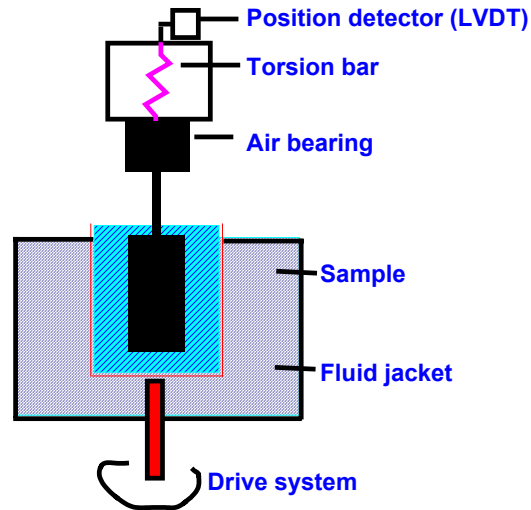 Position detector (LVDT)
Torsion bar
Air bearing
Sample
Fluid jacket
Drive system